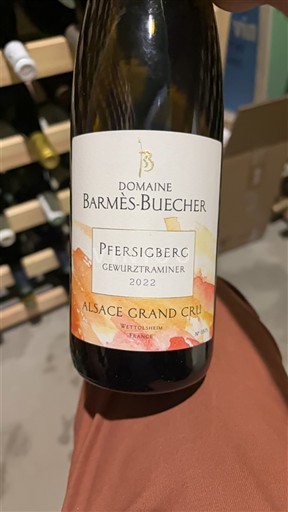 DOMAINE
BARMÈS-BUECHER
PFERSIGBERG
GEWURZTRAMINER
2022
ALSACE GRAND CRU
WETTOLSHEIM
FRANCE